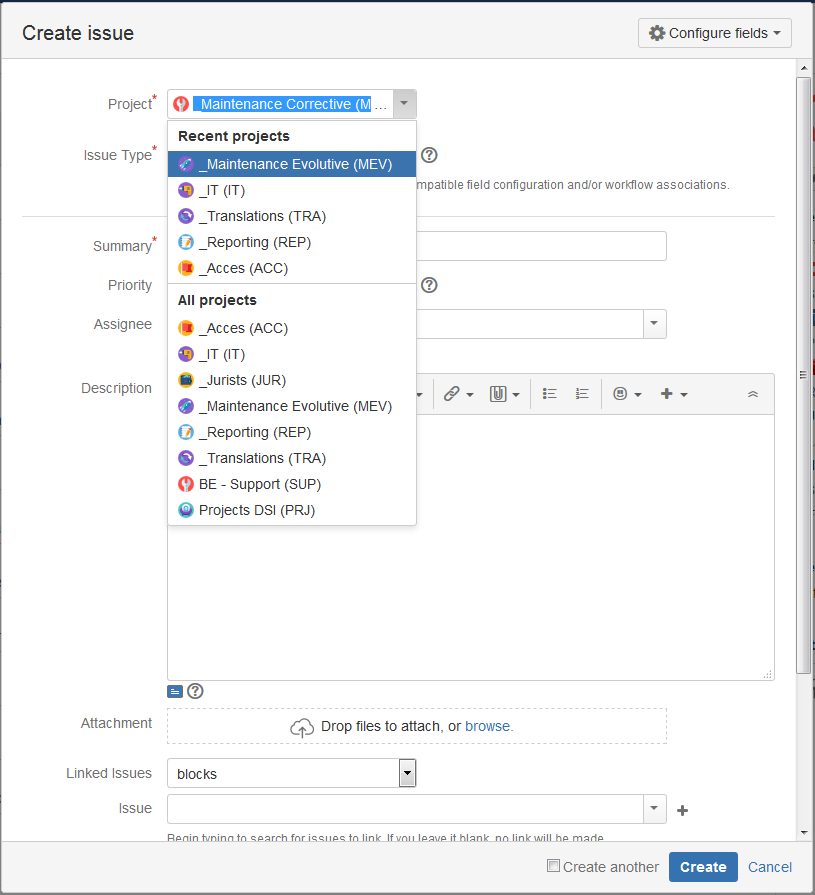 Create issue
Configure fields
Project*
_Maintenance Corrective (M ...
Recent projects
Issue Type*
_Maintenance Evolutive (MEV)
mpatible field configuration and/or workflow associations.
_IT (IT)
_Translations (TRA)
Summary*
_Reporting (REP)
_Acces (ACC)
Priority
All projects
Assignee
_Acces (ACC)
_IT (IT)
_Jurists (JUR)
Description
_Maintenance Evolutive (MEV)
_Reporting (REP)
_Translations (TRA)
BE - Support (SUP)
Projects DSI (PRJ)
Attachment
Drop files to attach, or browse.
Linked Issues
blocks
Issue
Begin typing to search for issues to link. If you leave it blank, no link will be made.
Create another
Create
Cancel